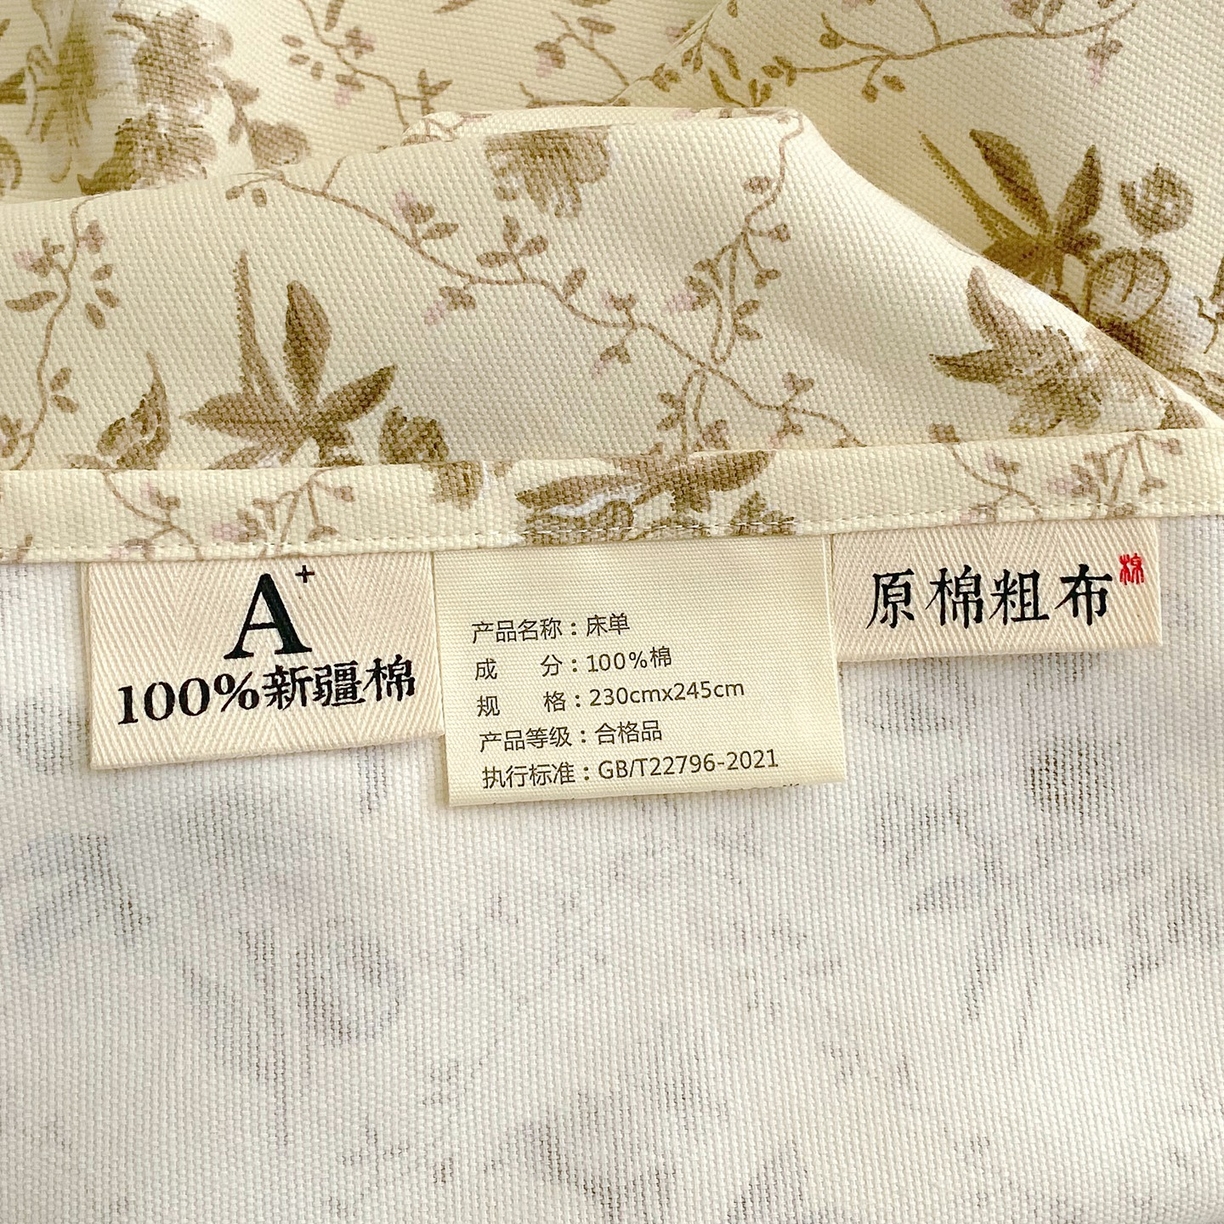 A+
100%新疆棉
产品名称：床单
成 分：100%棉
规 格：230cmx245cm
产品等级：合格品
执行标准：GB/T22796-2021
原棉粗布
棉